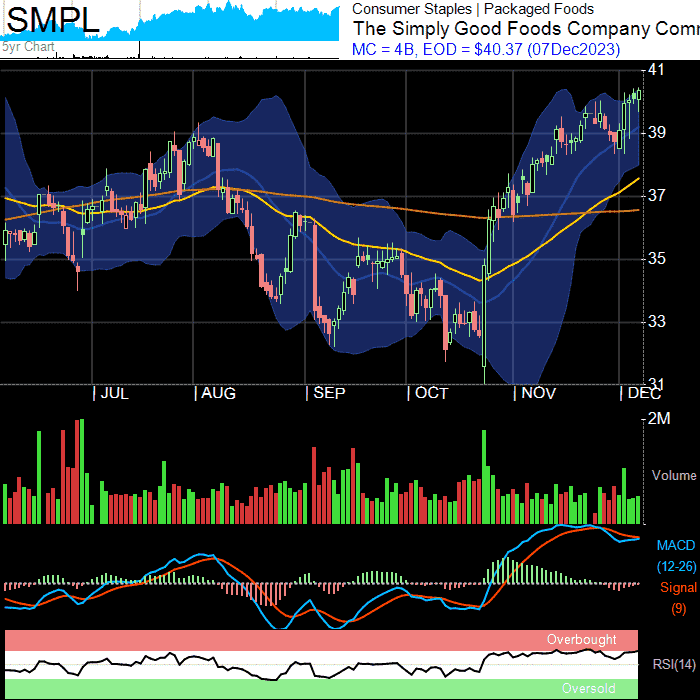 SMPL
5yr Chart
Consumer Staples | Packaged Foods
The Simply Good Foods Company Com
MC = 4B, EOD = $40.37 (07Dec2023)
41
39
37
35
33
31
JUL
AUG
SEP
OCT
NOV
DEC
2M
Volume
MACD
(12-26)
Signal
(9)
Overbought
RSI(14)
Oversold